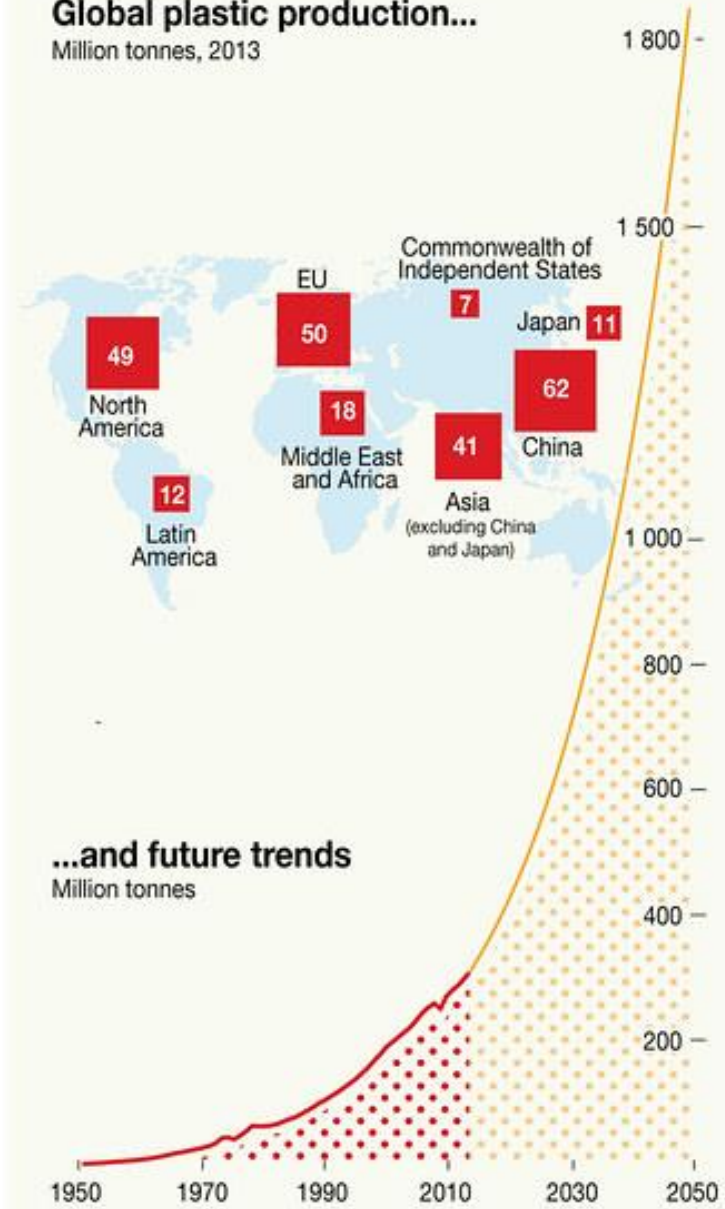 Global plastic production...
Million tonnes, 2013
1 800
1 500
Commonwealth of
Independent States
7
EU
50
Japan 11
49
North
America
18
Middle East
and Africa
62
China
41
Asia
(excluding China
and Japan)
12
Latin
America
1 000
800
600
...and future trends
Million tonnes
400
200
1950 1970 1990 2010 2030 2050